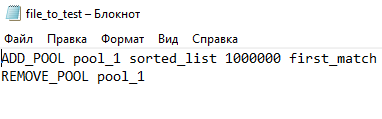 file_to_test – Блокнот
Файл Правка Формат Вид Справка
ADD_POOL pool_1 sorted_list 1000000 first_match
REMOVE_POOL pool_1